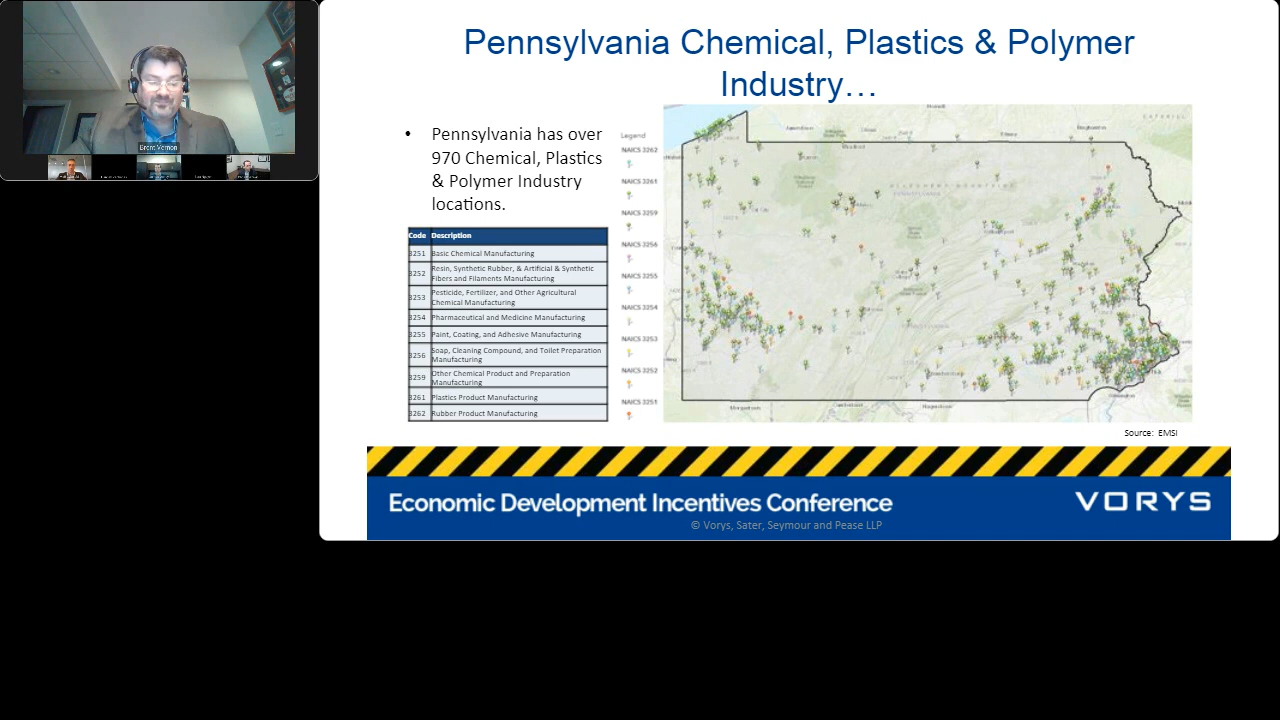 Pennsylvania Chemical, Plastics & Polymer
Industry…
• Pennsylvania has over
970 Chemical, Plastics
& Polymer Industry
locations.
Code Description
3251 Basic Chemical Manufacturing
3252 Resin, Synthetic Rubber, & Artificial & Synthetic
Fibers and Filaments Manufacturing
3253 Pesticide, Fertilizer, and Other Agricultural
Chemical Manufacturing
3254 Pharmaceutical and Medicine Manufacturing
3255 Paint, Coating, and Adhesive Manufacturing
3256 Soap, Cleaning Compound, and Toilet Preparation
Manufacturing
3259 Other Chemical Product and Preparation
Manufacturing
3261 Plastics Product Manufacturing
3262 Rubber Product Manufacturing
Legend
NAICS 3262
NAICS 3261
NAICS 3259
NAICS 3256
NAICS 3255
NAICS 3254
NAICS 3253
NAICS 3252
NAICS 3251
Source: EMSI
Brent Vernon
Economic Development Incentives Conference
VORYS
© Vorys, Sater, Seymour and Pease LLP